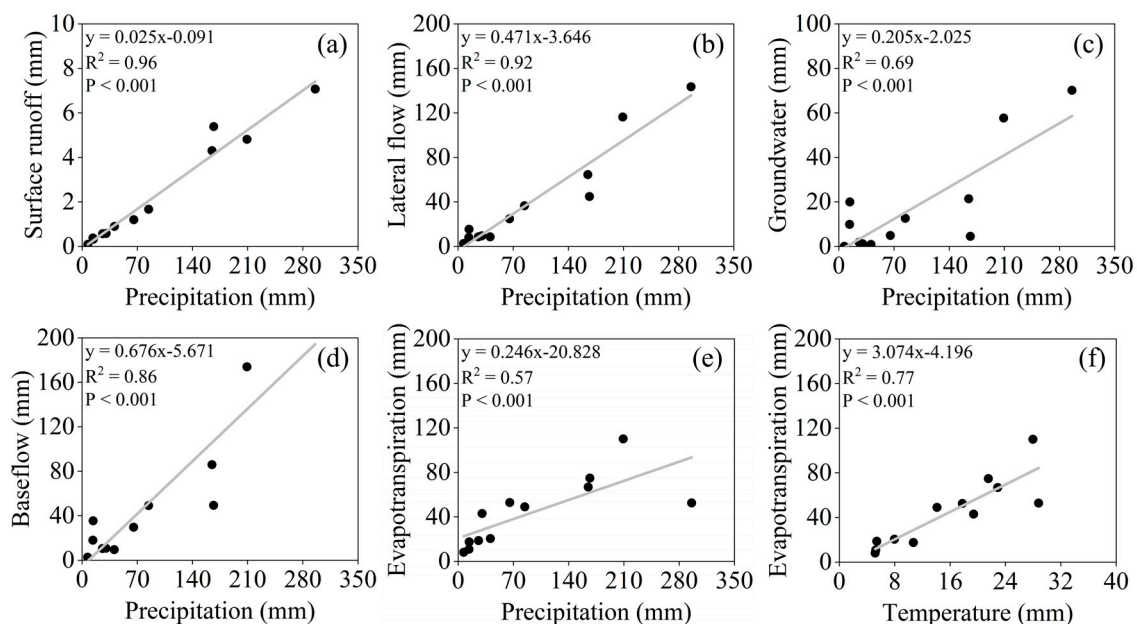 y = 0.025x-0.091
R² = 0.96
P < 0.001
(a)
Surface runoff (mm)
0 2 4 6 8 10
0 70 140 210 280 350
Precipitation (mm)
y = 0.471x-3.646
R² = 0.92
P < 0.001
(b)
Lateral flow (mm)
0 40 80 120 160 200
0 70 140 210 280 350
Precipitation (mm)
y = 0.205x-2.025
R² = 0.69
P < 0.001
(c)
Groundwater (mm)
0 20 40 60 80 100
0 70 140 210 280 350
Precipitation (mm)
y = 0.676x-5.671
R² = 0.86
P < 0.001
(d)
Baseflow (mm)
0 40 80 120 160 200
0 70 140 210 280 350
Precipitation (mm)
y = 0.246x-20.828
R² = 0.57
P < 0.001
(e)
Evapotranspiration (mm)
0 40 80 120 160 200
0 70 140 210 280 350
Precipitation (mm)
y = 3.074x-4.196
R² = 0.77
P < 0.001
(f)
Evapotranspiration (mm)
0 40 80 120 160 200
0 8 16 24 32 40
Temperature (mm)